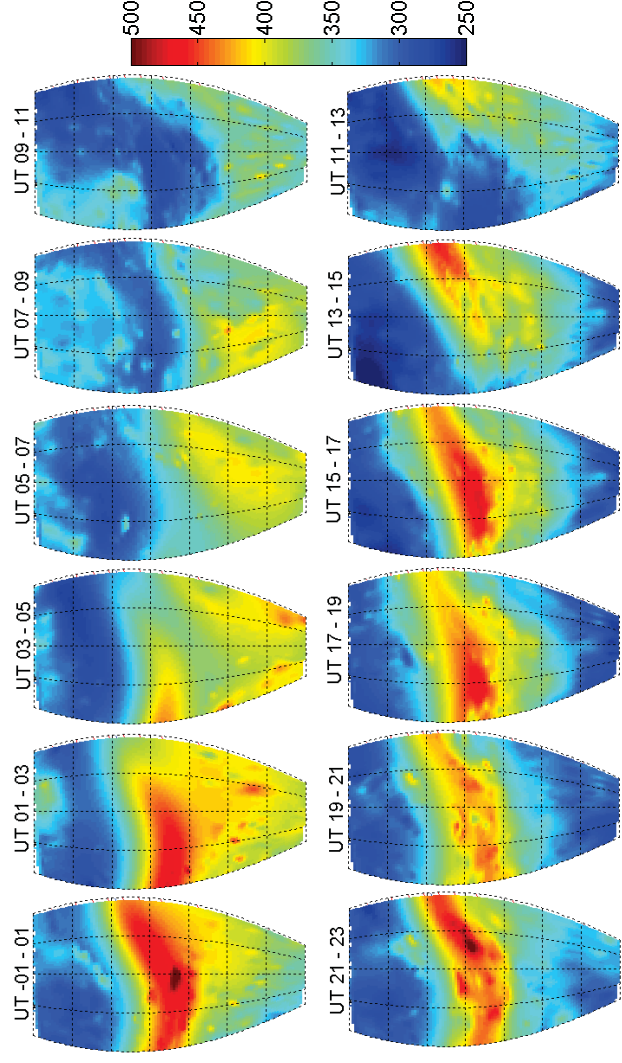 UT -01 - 01
UT 01 - 03
UT 03 - 05
UT 05 - 07
UT 07 - 09
UT 09 - 11
UT 21 - 23
UT 19 - 21
UT 17 - 19
UT 15 - 17
UT 13 - 15
UT 11 - 13
500
450
400
350
300
250